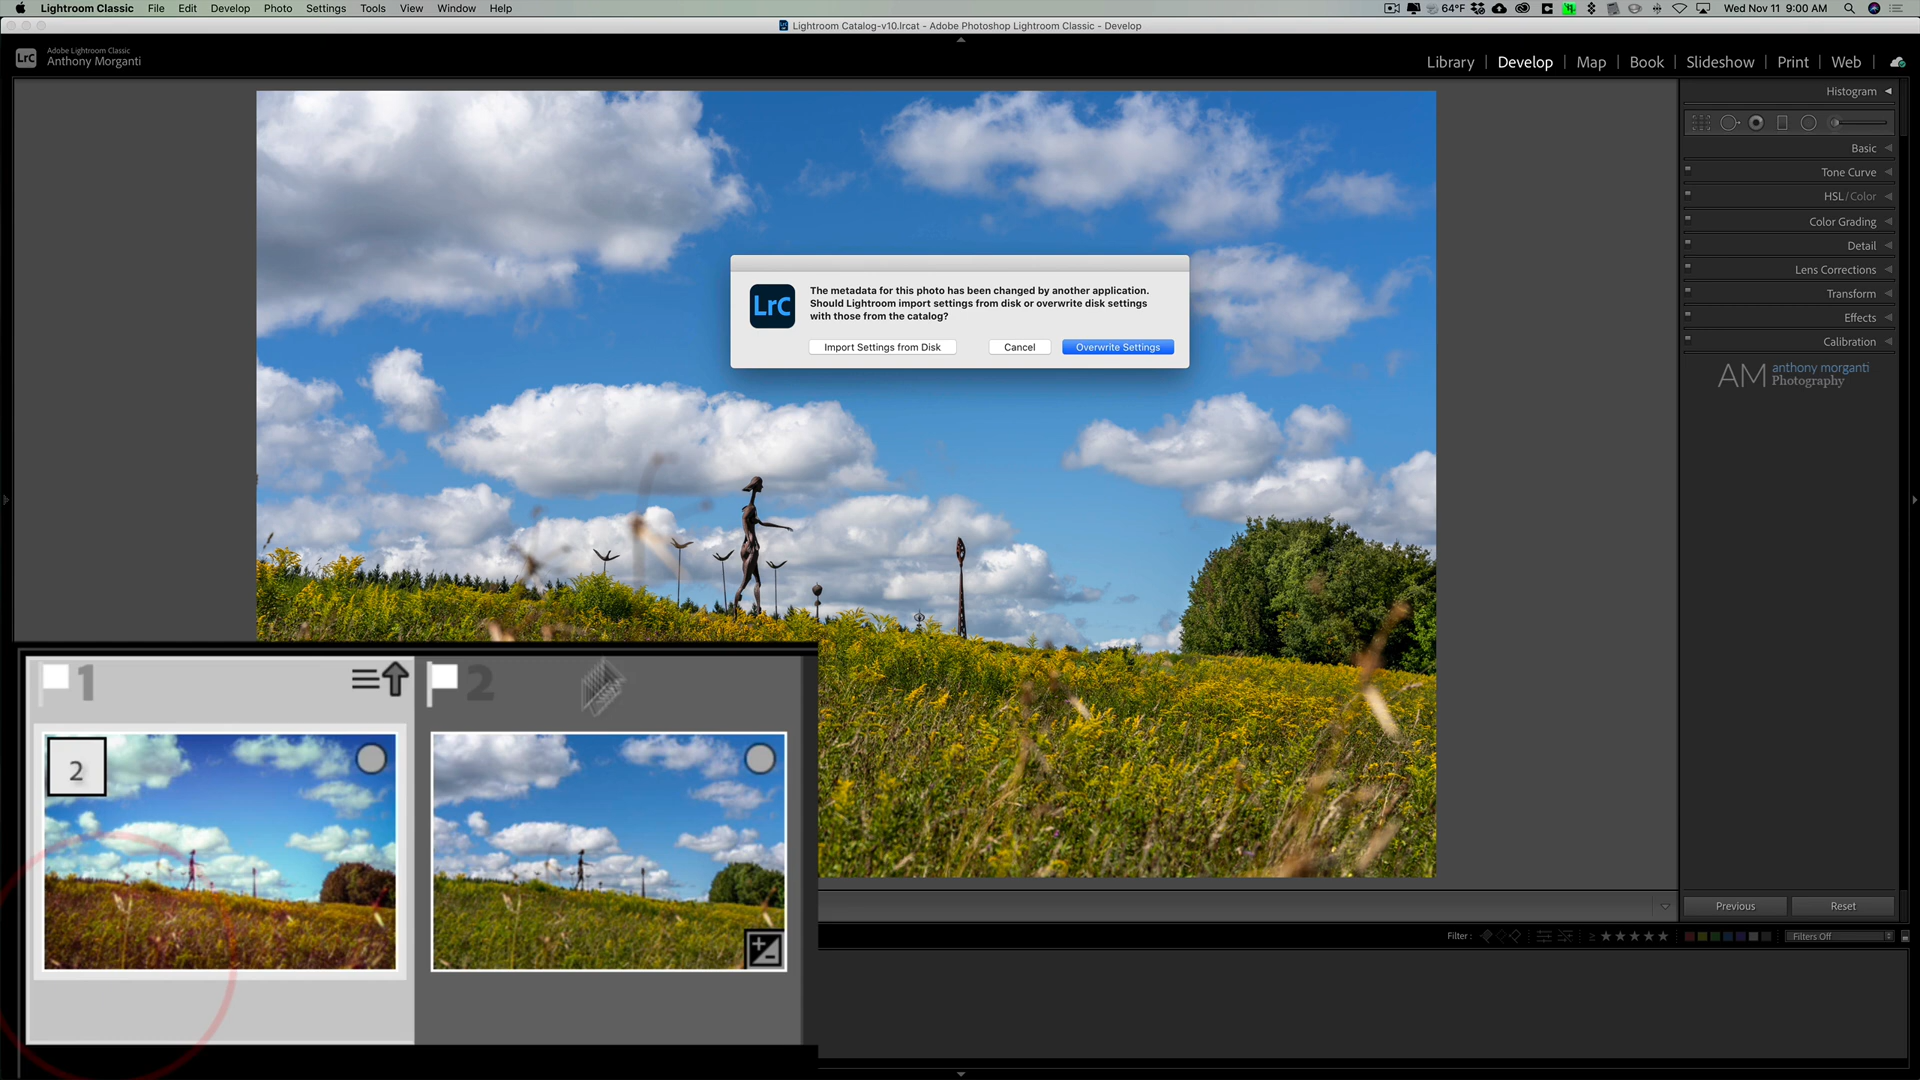 Lightroom Classic File Edit Develop Photo Settings Tools View Window Help
64°F Wed Nov 11 9:00 AM
Lightroom Catalog-v10.lrcat - Adobe Photoshop Lightroom Classic - Develop
LrC
Adobe Lightroom Classic
Anthony Morganti
Library | Develop | Map | Book | Slideshow | Print | Web
Histogram
Basic
Tone Curve
HSL / Color
Color Grading
Detail
Lens Corrections
Transform
Effects
Calibration
AM anthony morganti
Photography
LrC
The metadata for this photo has been changed by another application.
Should Lightroom import settings from disk or overwrite disk settings
with those from the catalog?
Import Settings from Disk Cancel Overwrite Settings
1
2
2
Previous Reset
Filter : ≥ ★★★★★ Filters Off